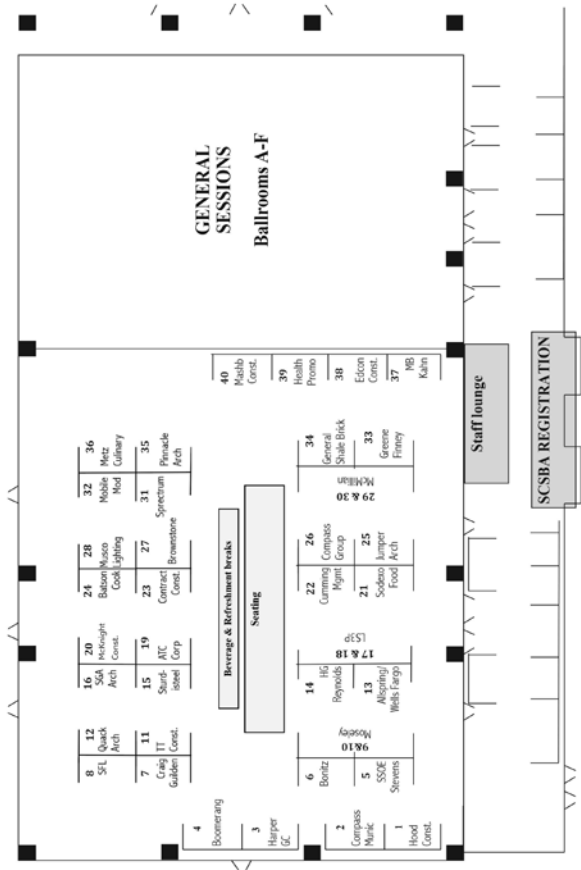 GENERAL
SESSIONS
Ballrooms A-F
40
Mashb
Const.
39
Health
Promo
38
Edcon
Const.
37
MB
Kahn
Staff lounge
SCSBA REGISTRATION
36
Metz
Culinary
35
Pinnacle
Arch
32
Mobile
Mod
31
Sprectrum
34
General
Shale Brick
33
Greene
Finney
29 & 30
McMillan
28
Musco
Lighting
27
Brownstone
24
Batson
Cook
23
Contract
Const.
Beverage & Refreshment breaks
Seating
26
Compass
Group
25
Jumper
Arch
22
Cumming
Mgmt
21
Sodexo
Food
20
McKnight
Const.
19
ATC
Corp
16
SGA
Arch
15
Sturd-
isteel
17 & 18
LS3P
14
HG
Reynolds
13
Allspring/
Wells Fargo
12
Quack
Arch
11
TT
Const.
8
SFL
7
Craig
Guilden
9&10
Moseley
6
Bonitz
5
SSOE
Stevens
4
Boomerang
3
Harper
GC
2
Compass
Munic
1
Hood
Const.